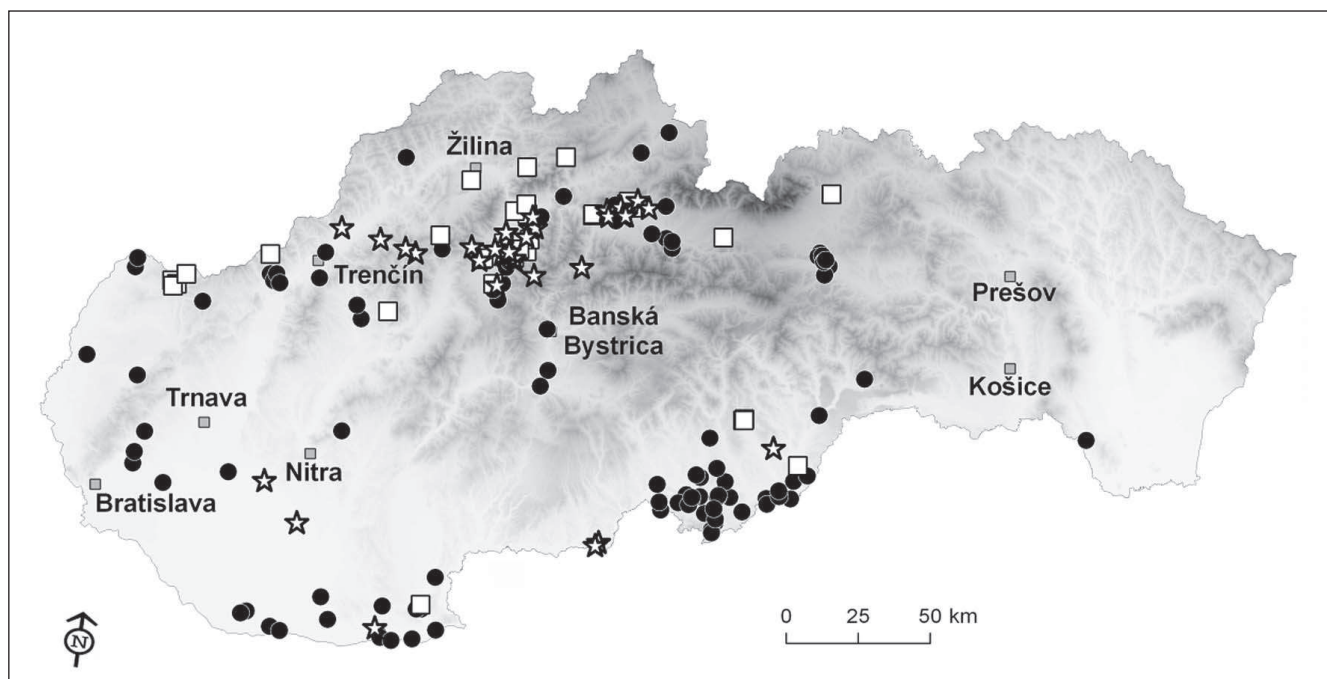 Žilina
Trenčín
Prešov
Banská
Bystrica
Košice
Trnava
Nitra
Bratislava
0 25 50 km
N